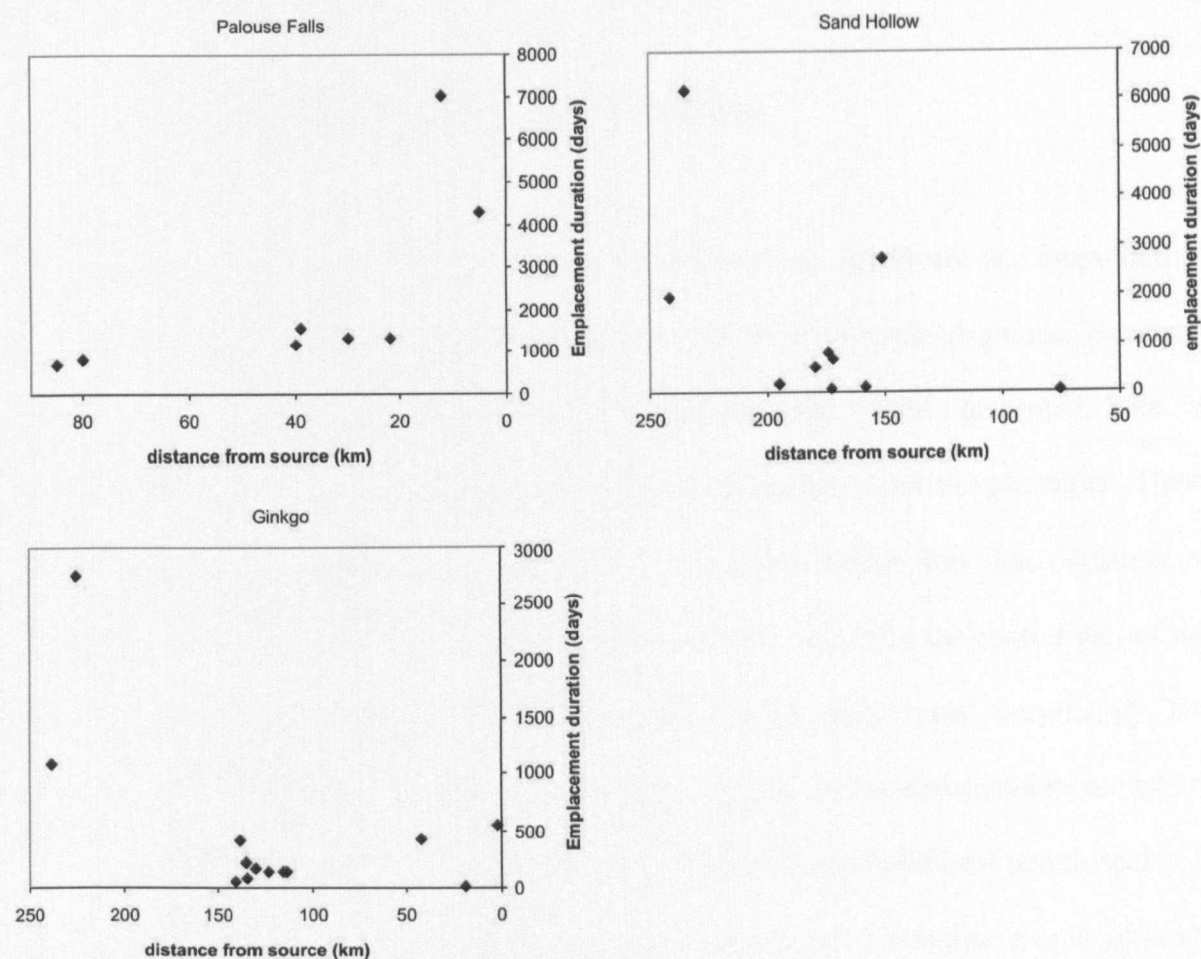 Palouse Falls
8000
7000
6000
5000
4000
3000
2000
1000
0
Emplacement duration (days)
80 60 40 20 0
distance from source (km)
Sand Hollow
7000
6000
5000
4000
3000
2000
1000
0
emplacement duration (days)
250 200 150 100 50
distance from source (km)
Ginkgo
3000
2500
2000
1500
1000
500
0
Emplacement duration (days)
250 200 150 100 50 0
distance from source (km)